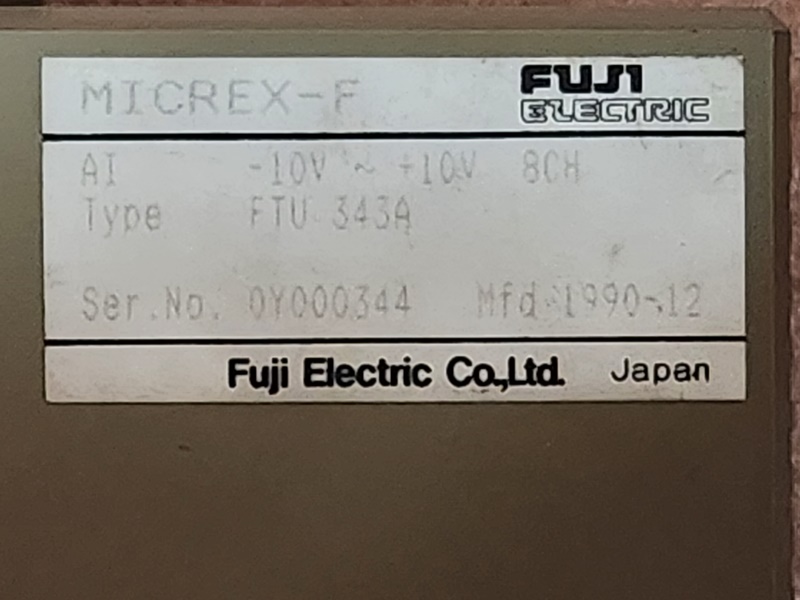 MICREX-F
FUJI
ELECTRIC
AI -10V ~ +10V 8CH
Type FTU 343A
Ser.No. 0Y000344 Mfd.1990-12
Fuji Electric Co.,Ltd. Japan